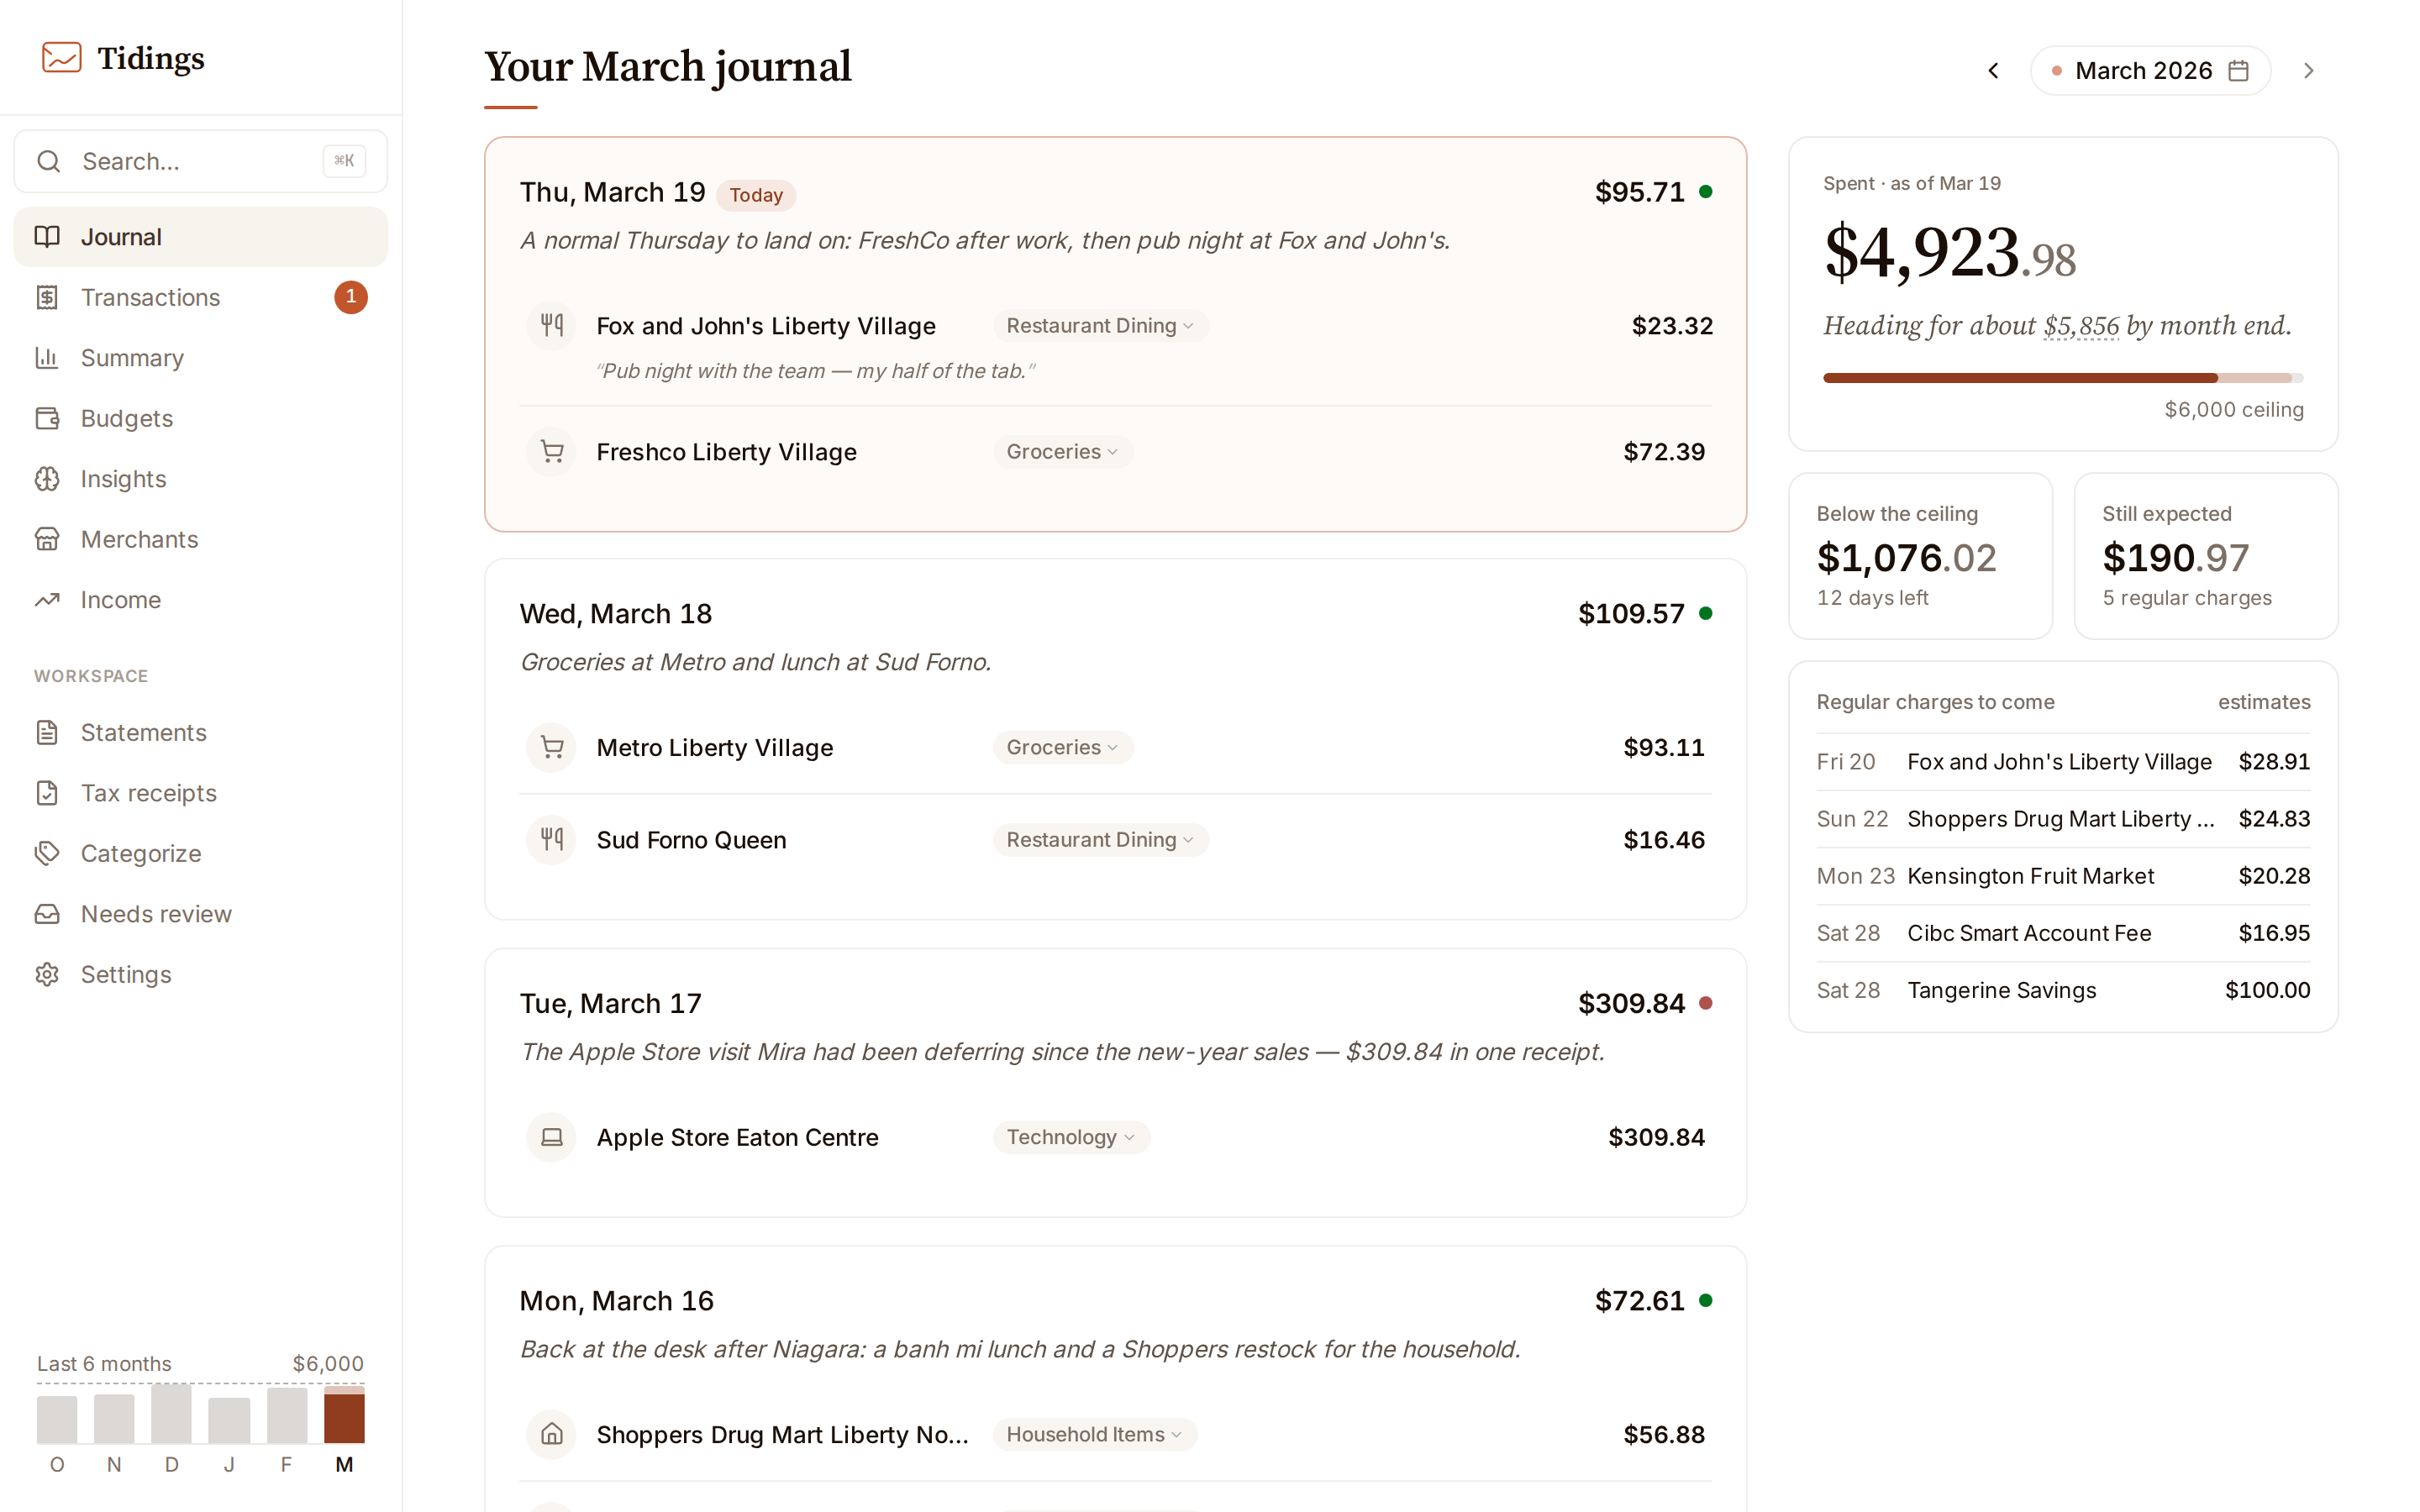 Tidings
Search...
⌘K
Journal
Transactions
1
Summary
Budgets
Insights
Merchants
Income
WORKSPACE
Statements
Tax receipts
Categorize
Needs review
Settings
Last 6 months
$6,000
O N D J F M
Your March journal
March 2026
Thu, March 19
Today
$95.71
A normal Thursday to land on: FreshCo after work, then pub night at Fox and John's.
Fox and John's Liberty Village
Restaurant Dining
$23.32
“Pub night with the team — my half of the tab.”
Freshco Liberty Village
Groceries
$72.39
Wed, March 18
$109.57
Groceries at Metro and lunch at Sud Forno.
Metro Liberty Village
Groceries
$93.11
Sud Forno Queen
Restaurant Dining
$16.46
Tue, March 17
$309.84
The Apple Store visit Mira had been deferring since the new-year sales — $309.84 in one receipt.
Apple Store Eaton Centre
Technology
$309.84
Mon, March 16
$72.61
Back at the desk after Niagara: a banh mi lunch and a Shoppers restock for the household.
Shoppers Drug Mart Liberty No...
Household Items
$56.88
Spent · as of Mar 19
$4,923.98
Heading for about $5,856 by month end.
$6,000 ceiling
Below the ceiling
$1,076.02
12 days left
Still expected
$190.97
5 regular charges
Regular charges to come
estimates
Fri 20 Fox and John's Liberty Village $28.91
Sun 22 Shoppers Drug Mart Liberty ... $24.83
Mon 23 Kensington Fruit Market $20.28
Sat 28 Cibc Smart Account Fee $16.95
Sat 28 Tangerine Savings $100.00